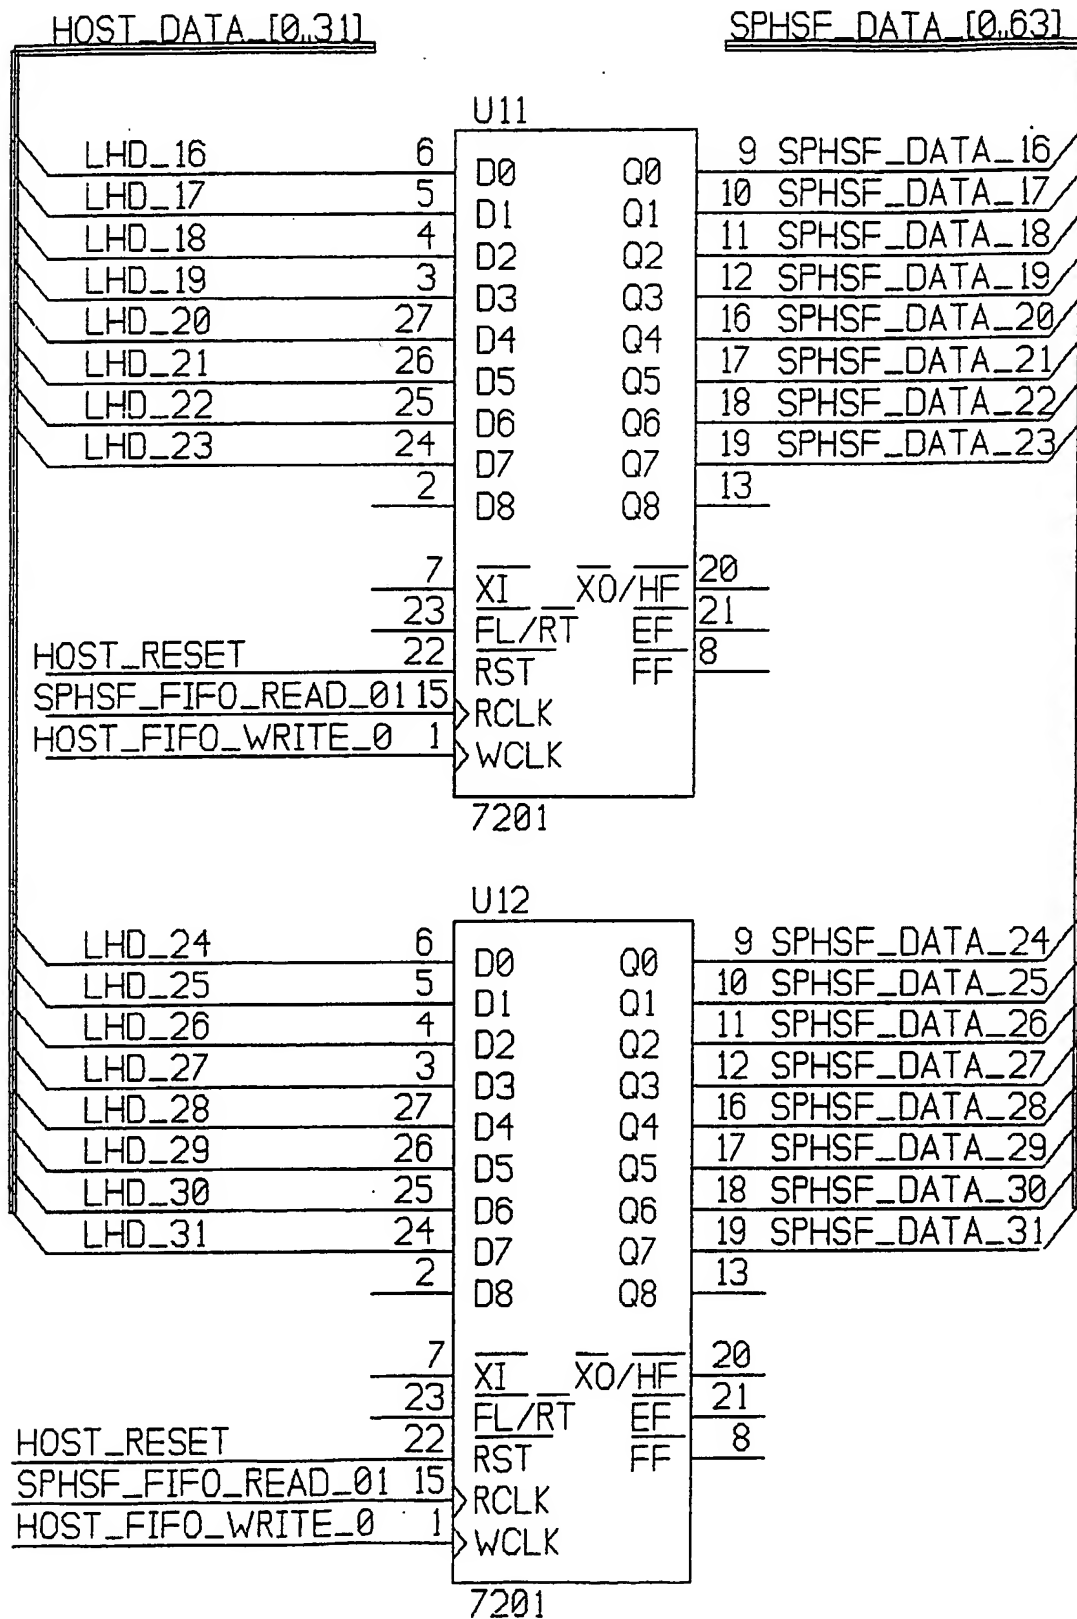 HOST_DATA_[0..31] SPHSF_DATA_[0..63]
U11
LHD_16 6 D0 Q0 9 SPHSF_DATA_16
LHD_17 5 D1 Q1 10 SPHSF_DATA_17
LHD_18 4 D2 Q2 11 SPHSF_DATA_18
LHD_19 3 D3 Q3 12 SPHSF_DATA_19
LHD_20 27 D4 Q4 16 SPHSF_DATA_20
LHD_21 26 D5 Q5 17 SPHSF_DATA_21
LHD_22 25 D6 Q6 18 SPHSF_DATA_22
LHD_23 24 D7 Q7 19 SPHSF_DATA_23
2 D8 Q8 13
7 XI XO/HF 20
23 FL/RT EF 21
HOST_RESET 22 RST FF 8
SPHSF_FIFO_READ_01 15 RCLK
HOST_FIFO_WRITE_0 1 WCLK
7201
U12
LHD_24 6 D0 Q0 9 SPHSF_DATA_24
LHD_25 5 D1 Q1 10 SPHSF_DATA_25
LHD_26 4 D2 Q2 11 SPHSF_DATA_26
LHD_27 3 D3 Q3 12 SPHSF_DATA_27
LHD_28 27 D4 Q4 16 SPHSF_DATA_28
LHD_29 26 D5 Q5 17 SPHSF_DATA_29
LHD_30 25 D6 Q6 18 SPHSF_DATA_30
LHD_31 24 D7 Q7 19 SPHSF_DATA_31
2 D8 Q8 13
7 XI XO/HF 20
23 FL/RT EF 21
HOST_RESET 22 RST FF 8
SPHSF_FIFO_READ_01 15 RCLK
HOST_FIFO_WRITE_0 1 WCLK
7201